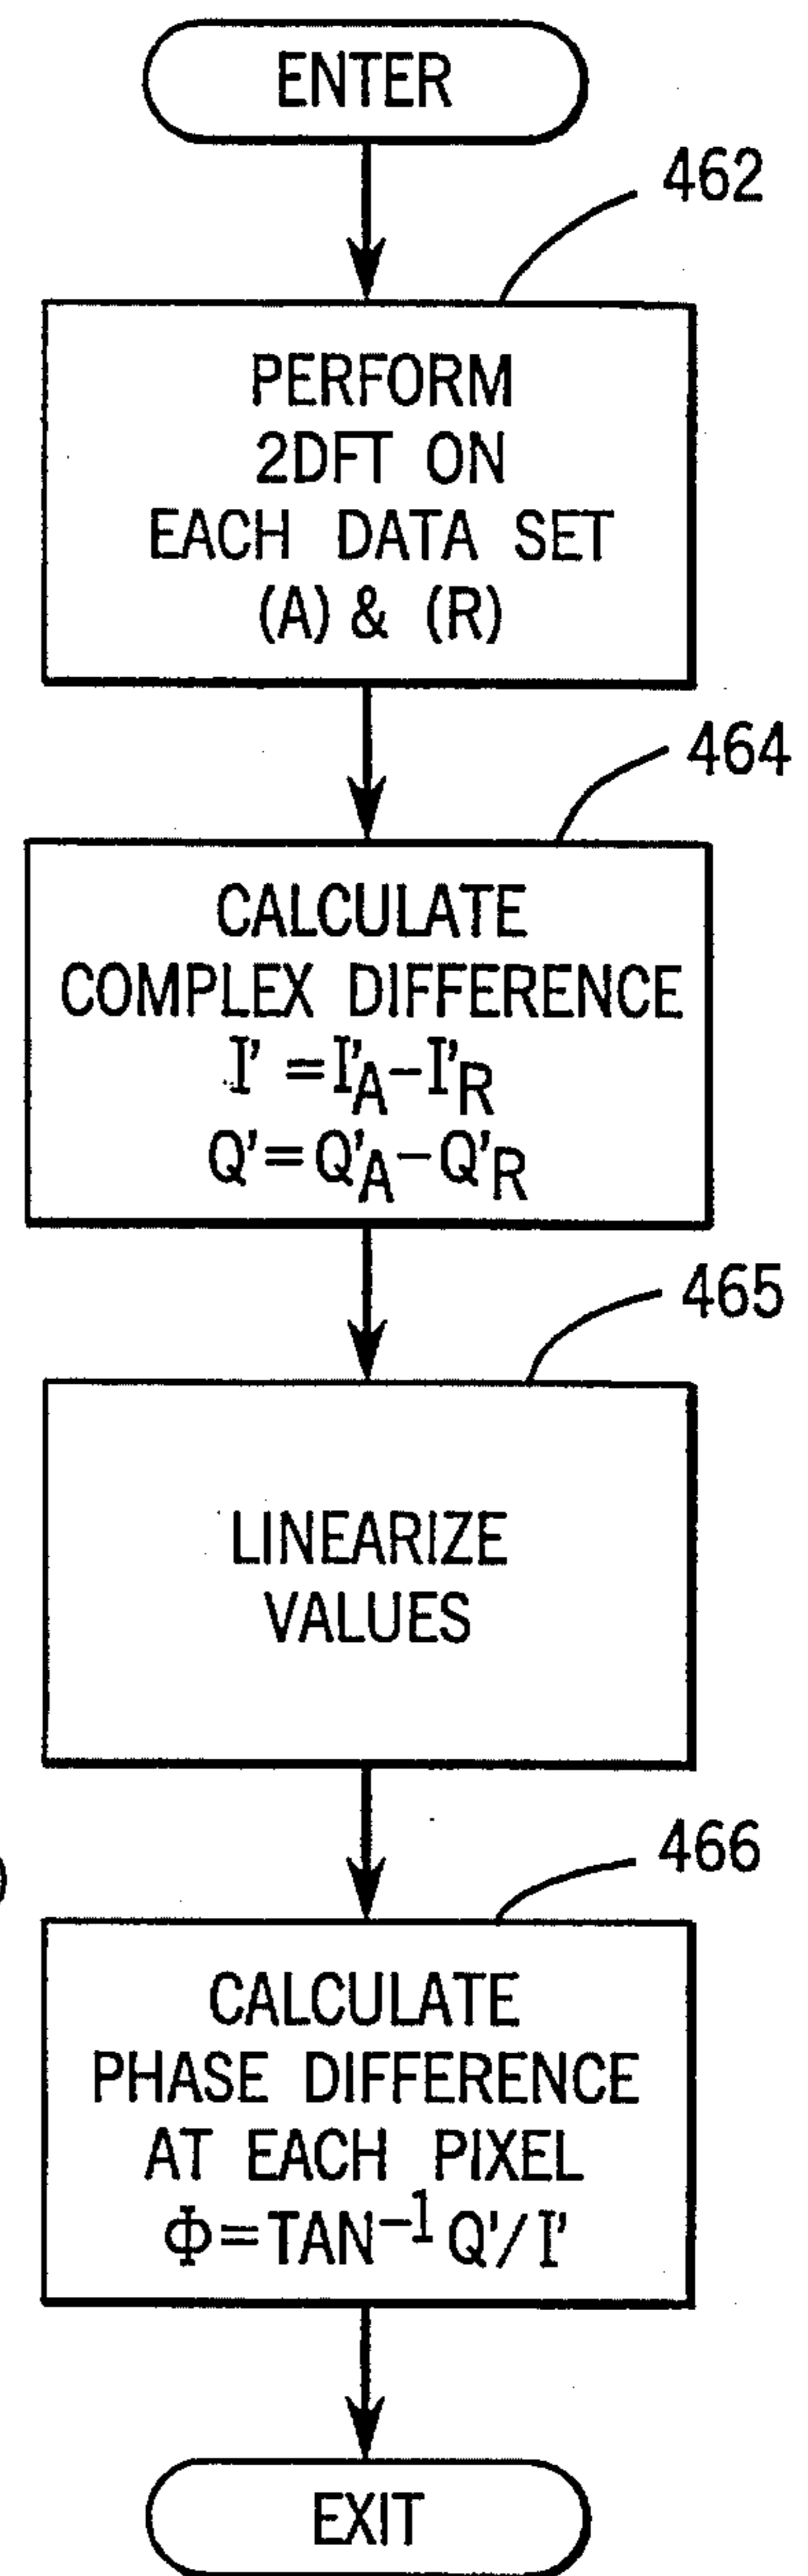 ENTER
462
PERFORM
2DFT ON
EACH DATA SET
(A) & (R)
464
CALCULATE
COMPLEX DIFFERENCE
I' = I'A-I'R
Q' = Q'A-Q'R
465
LINEARIZE
VALUES
466
CALCULATE
PHASE DIFFERENCE
AT EACH PIXEL
Φ=TAN⁻¹ Q'/I'
EXIT